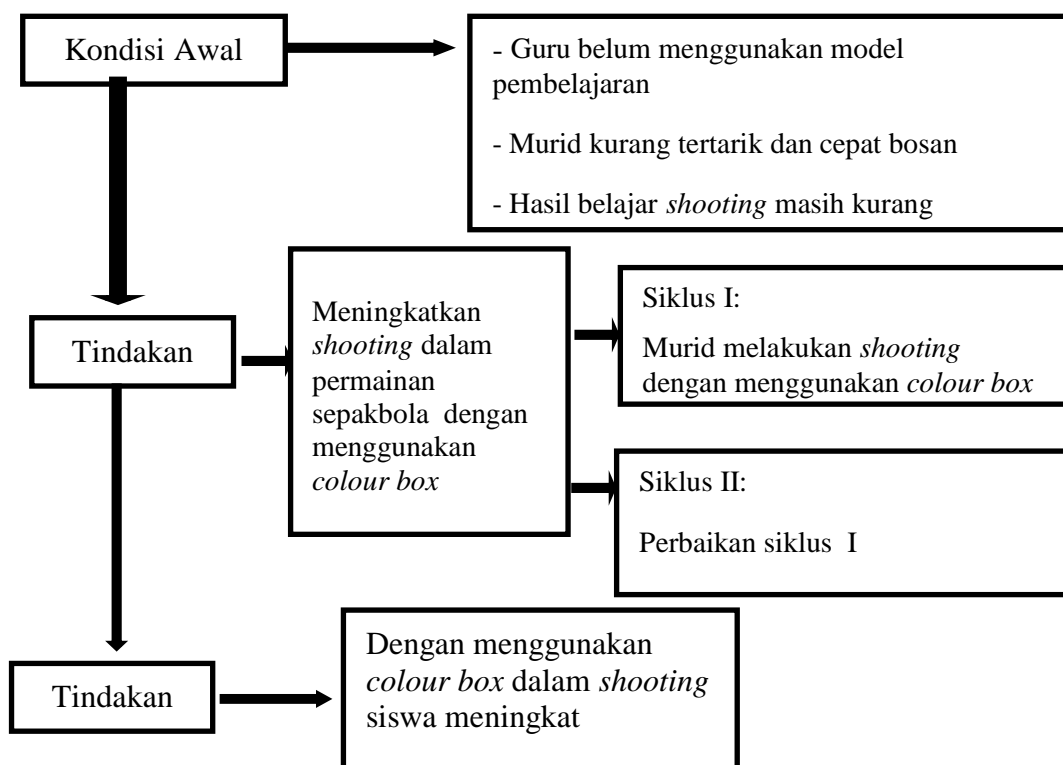 Kondisi Awal
- Guru belum menggunakan model
pembelajaran
- Murid kurang tertarik dan cepat bosan
- Hasil belajar shooting masih kurang
Tindakan
Meningkatkan
shooting dalam
permainan
sepakbola dengan
menggunakan
colour box
Siklus I:
Murid melakukan shooting
dengan menggunakan colour box
Siklus II:
Perbaikan siklus I
Tindakan
Dengan menggunakan
colour box dalam shooting
siswa meningkat